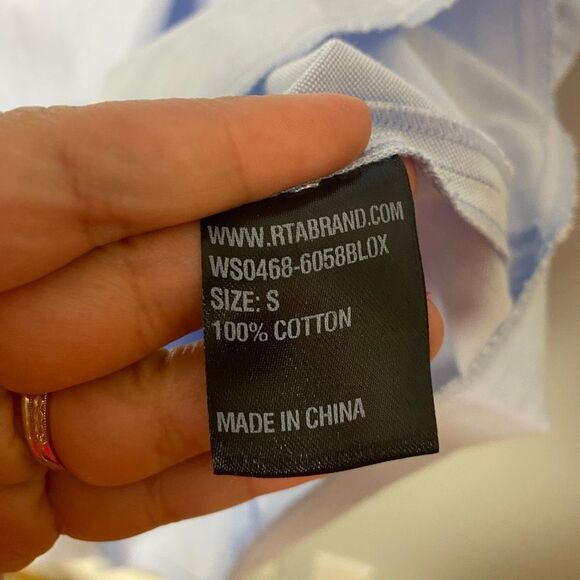 WWW.RTABRAND.COM
WS0468-6058BLOX
SIZE: S
100% COTTON
MADE IN CHINA